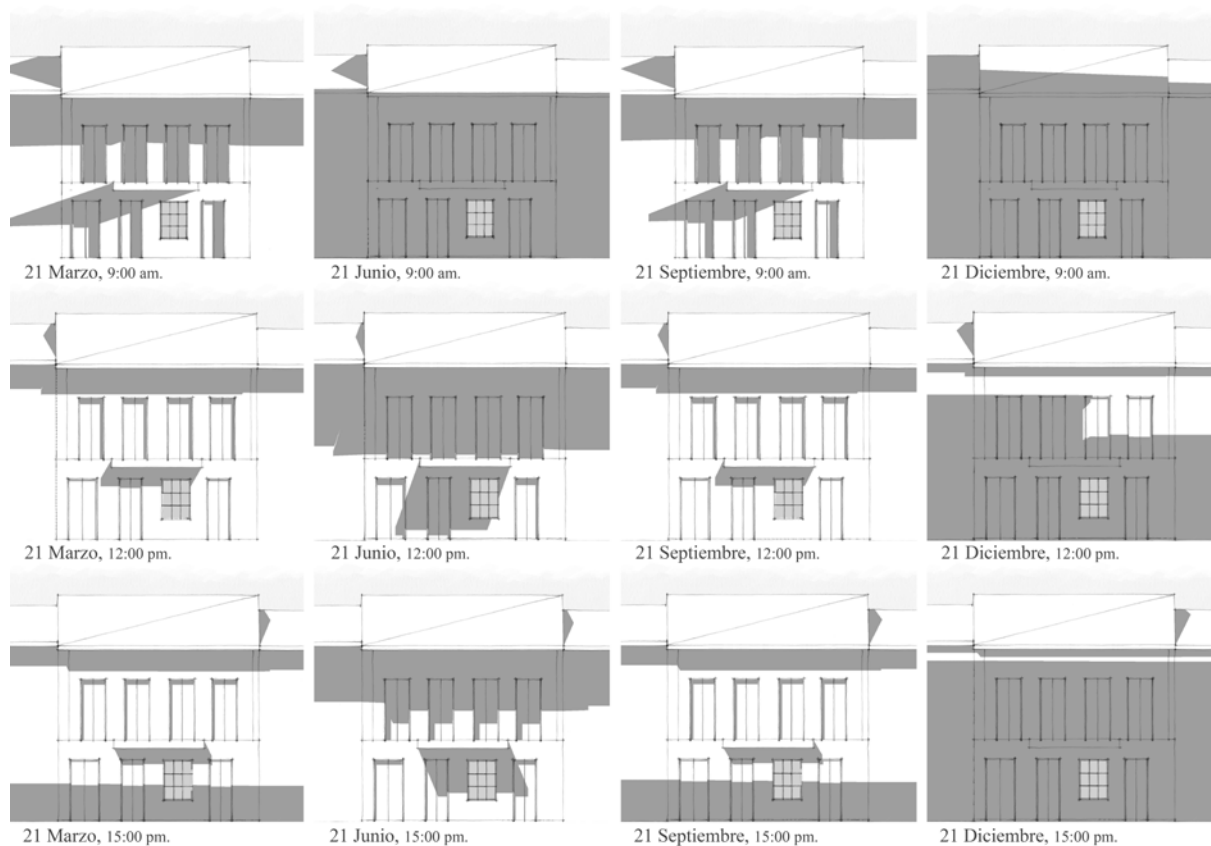 21 Marzo, 9:00 am.
21 Junio, 9:00 am.
21 Septiembre, 9:00 am.
21 Diciembre, 9:00 am.
21 Marzo, 12:00 pm.
21 Junio, 12:00 pm.
21 Septiembre, 12:00 pm.
21 Diciembre, 12:00 pm.
21 Marzo, 15:00 pm.
21 Junio, 15:00 pm.
21 Septiembre, 15:00 pm.
21 Diciembre, 15:00 pm.